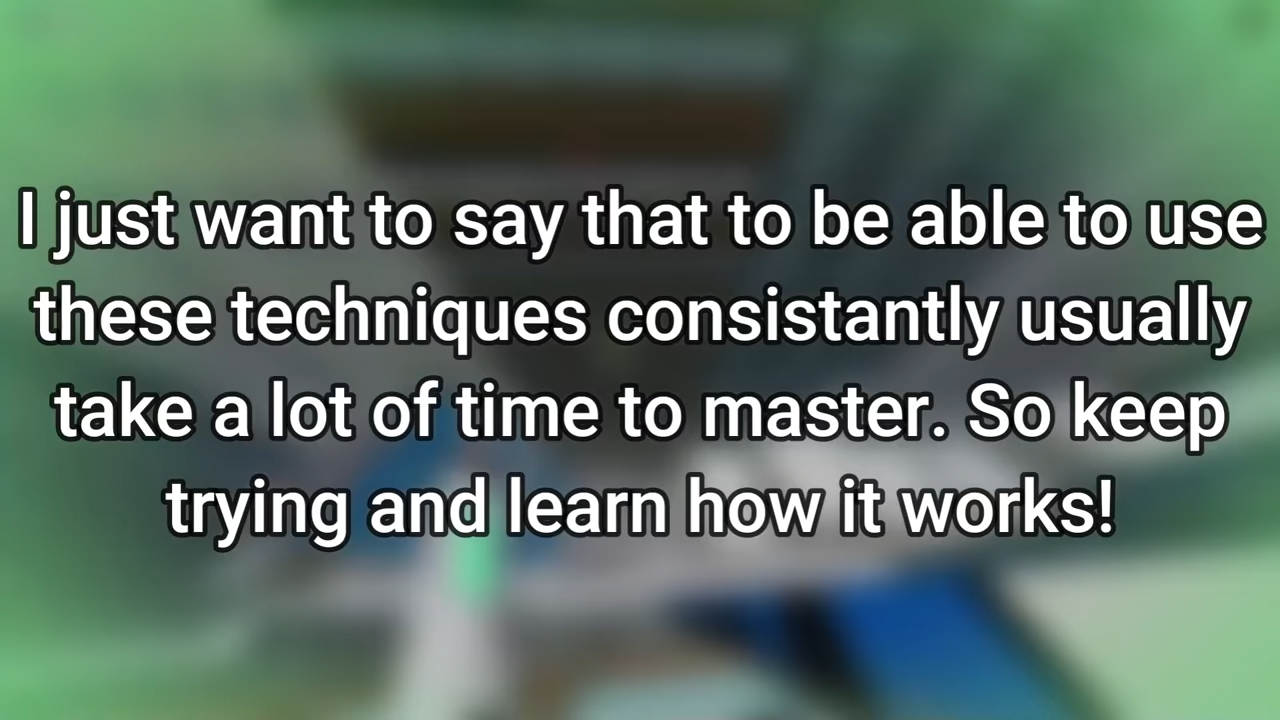 I just want to say that to be able to use
these techniques consistantly usually
take a lot of time to master. So keep
trying and learn how it works!